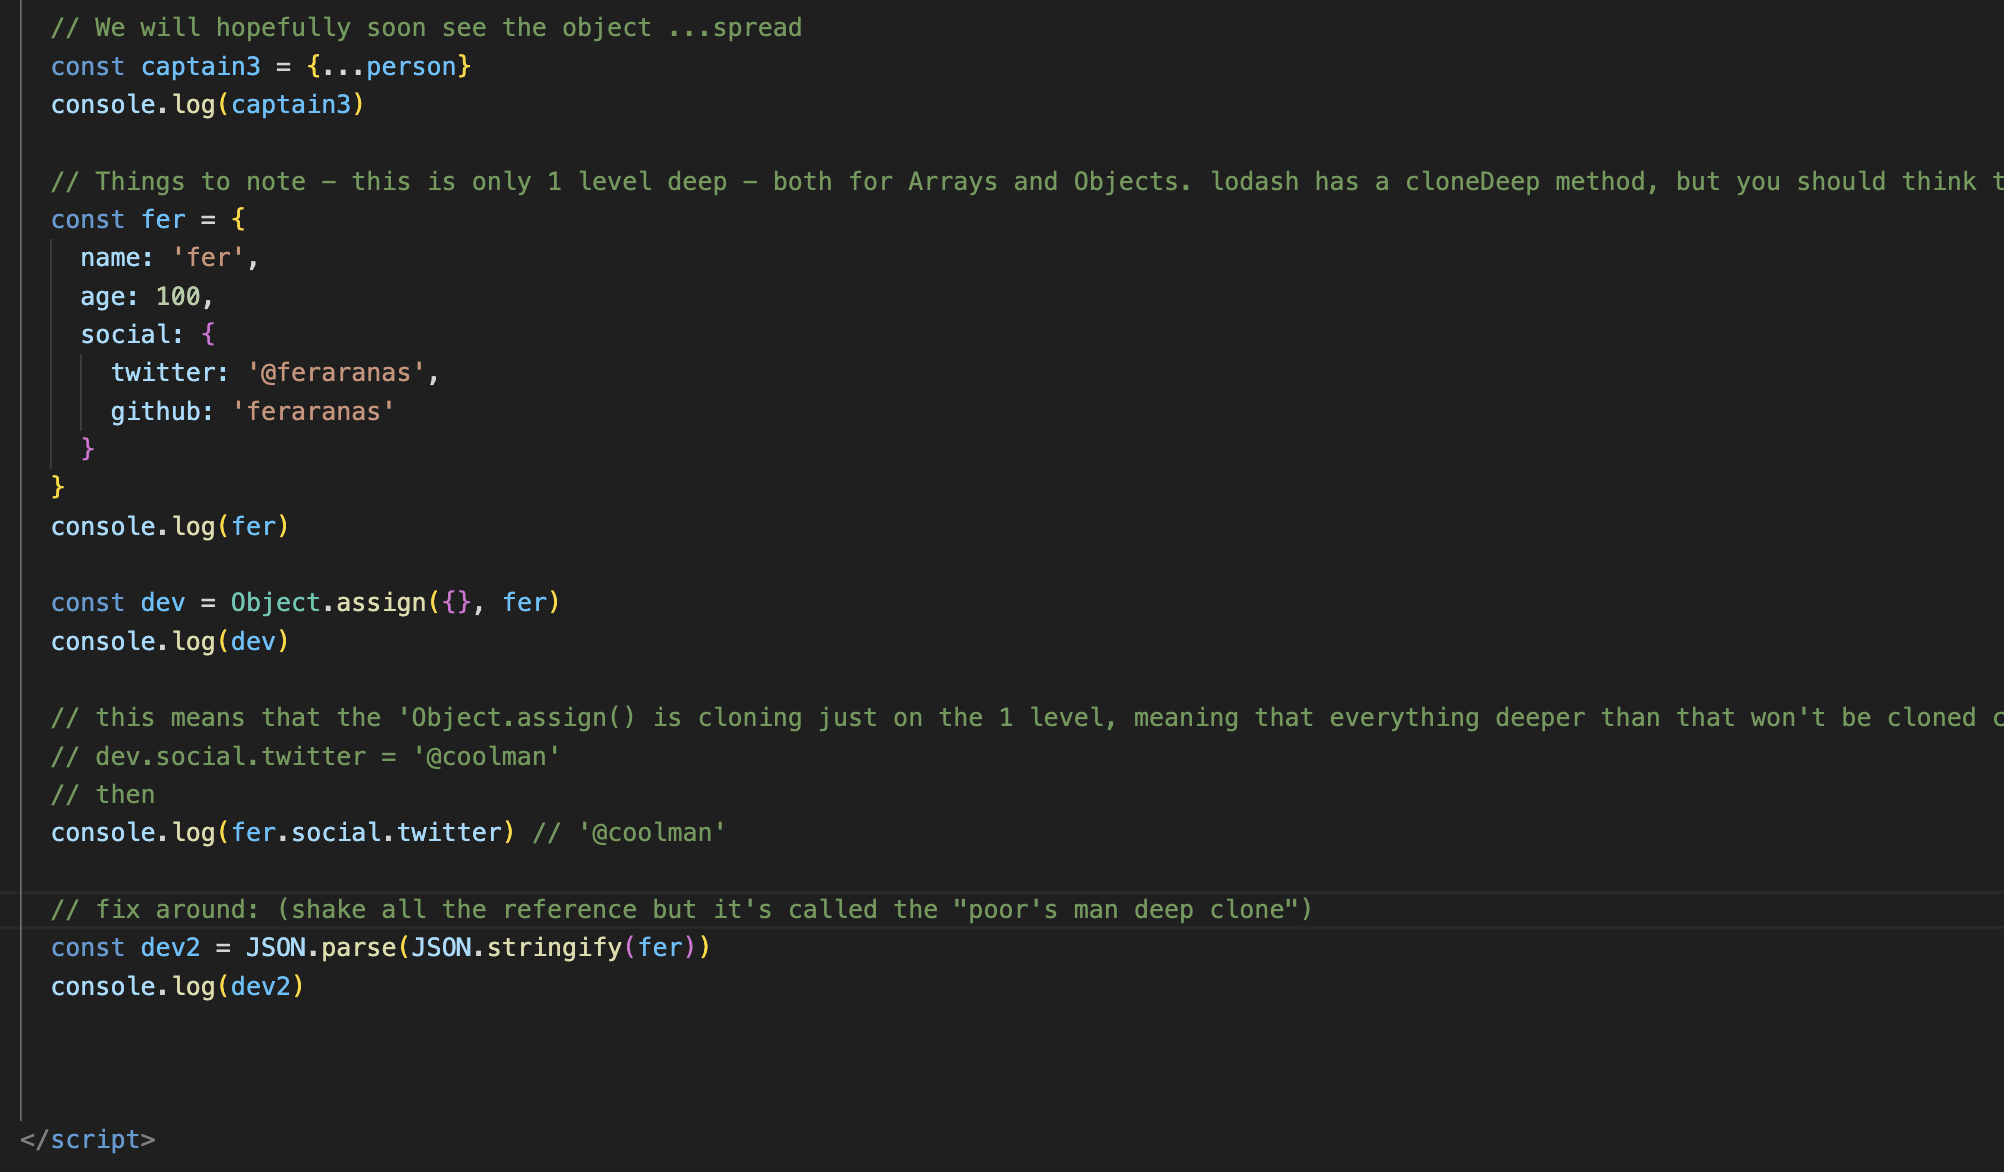 // We will hopefully soon see the object ...spread
const captain3 = {...person}
console.log(captain3)
// Things to note – this is only 1 level deep – both for Arrays and Objects. lodash has a cloneDeep method, but you should think
const fer = {
name: 'fer',
age: 100,
social: {
twitter: '@feraranas',
github: 'feraranas'
}
}
console.log(fer)
const dev = Object.assign({}, fer)
console.log(dev)
// this means that the 'Object.assign() is cloning just on the 1 level, meaning that everything deeper than that won't be cloned
// dev.social.twitter = '@coolman'
// then
console.log(fer.social.twitter) // '@coolman'
// fix around: (shake all the reference but it's called the "poor's man deep clone")
const dev2 = JSON.parse(JSON.stringify(fer))
console.log(dev2)
</script>